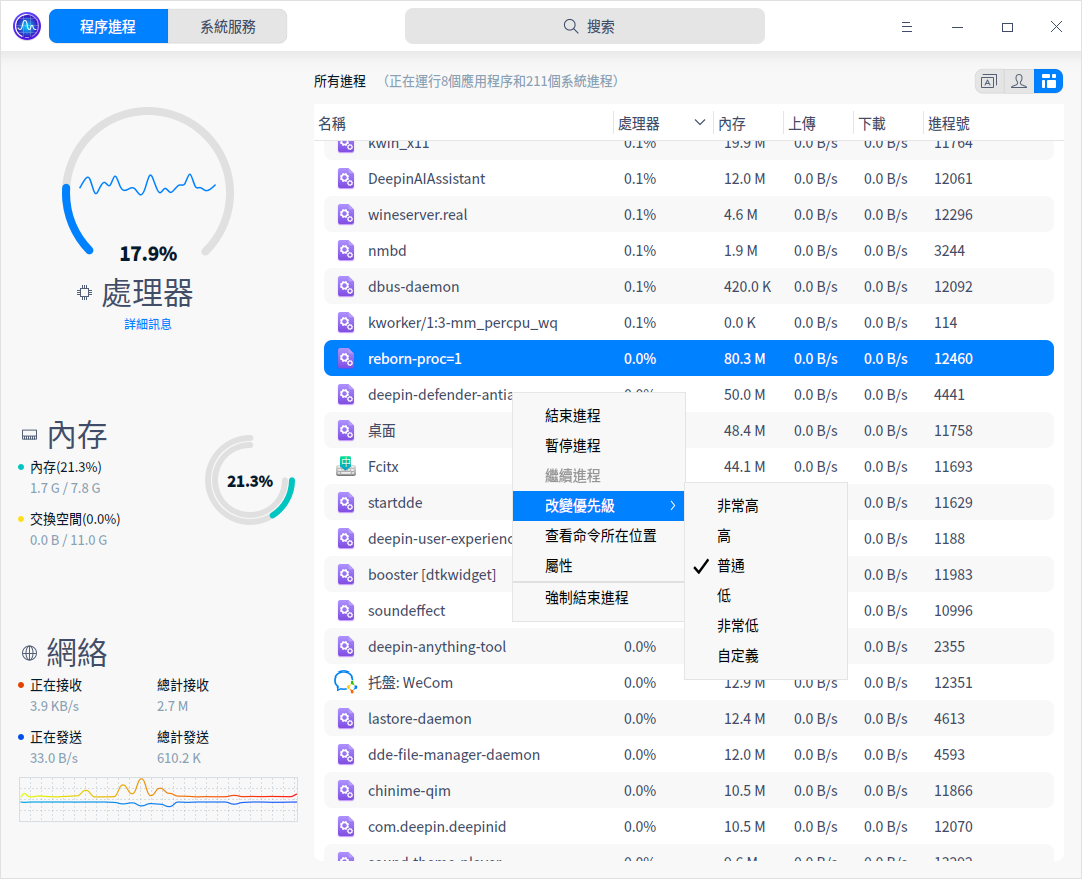 程序進程 系統服務 搜索
所有進程 （正在運行8個應用程序和211個系統進程）
名稱 處理器 內存 上傳 下載 進程號
kwin_x11 0.1% 19.9 M 0.0 B/s 0.0 B/s 11764
DeepinAIAssistant 0.1% 12.0 M 0.0 B/s 0.0 B/s 12061
wineserver.real 0.1% 4.6 M 0.0 B/s 0.0 B/s 12296
nmbd 0.1% 1.9 M 0.0 B/s 0.0 B/s 3244
dbus-daemon 0.1% 420.0 K 0.0 B/s 0.0 B/s 12092
kworker/1:3-mm_percpu_wq 0.1% 0.0 K 0.0 B/s 0.0 B/s 114
reborn-proc=1 0.0% 80.3 M 0.0 B/s 0.0 B/s 12460
deepin-defender-antia 50.0 M 0.0 B/s 0.0 B/s 4441
桌面 48.4 M 0.0 B/s 0.0 B/s 11758
Fcitx 44.1 M 0.0 B/s 0.0 B/s 11693
startdde 0.0 B/s 11629
deepin-user-experienc 0.0 B/s 1188
booster [dtkwidget] 0.0 B/s 11983
soundeffect 0.0 B/s 10996
deepin-anything-tool 0.0% 0.0 B/s 2355
托盤: WeCom 0.0% 12.9 M 0.0 B/s 0.0 B/s 12351
lastore-daemon 0.0% 12.4 M 0.0 B/s 0.0 B/s 4613
dde-file-manager-daemon 0.0% 12.0 M 0.0 B/s 0.0 B/s 4593
chinime-qim 0.0% 10.5 M 0.0 B/s 0.0 B/s 11866
com.deepin.deepinid 0.0% 10.5 M 0.0 B/s 0.0 B/s 12070
結束進程
暫停進程
繼續進程
改變優先級
查看命令所在位置
屬性
強制結束進程
非常高
高
普通
低
非常低
自定義
17.9%
處理器
詳細訊息
內存
內存(21.3%)
1.7 G / 7.8 G
交換空間(0.0%)
0.0 B / 11.0 G
21.3%
網絡
正在接收 總計接收
3.9 KB/s 2.7 M
正在發送 總計發送
33.0 B/s 610.2 K